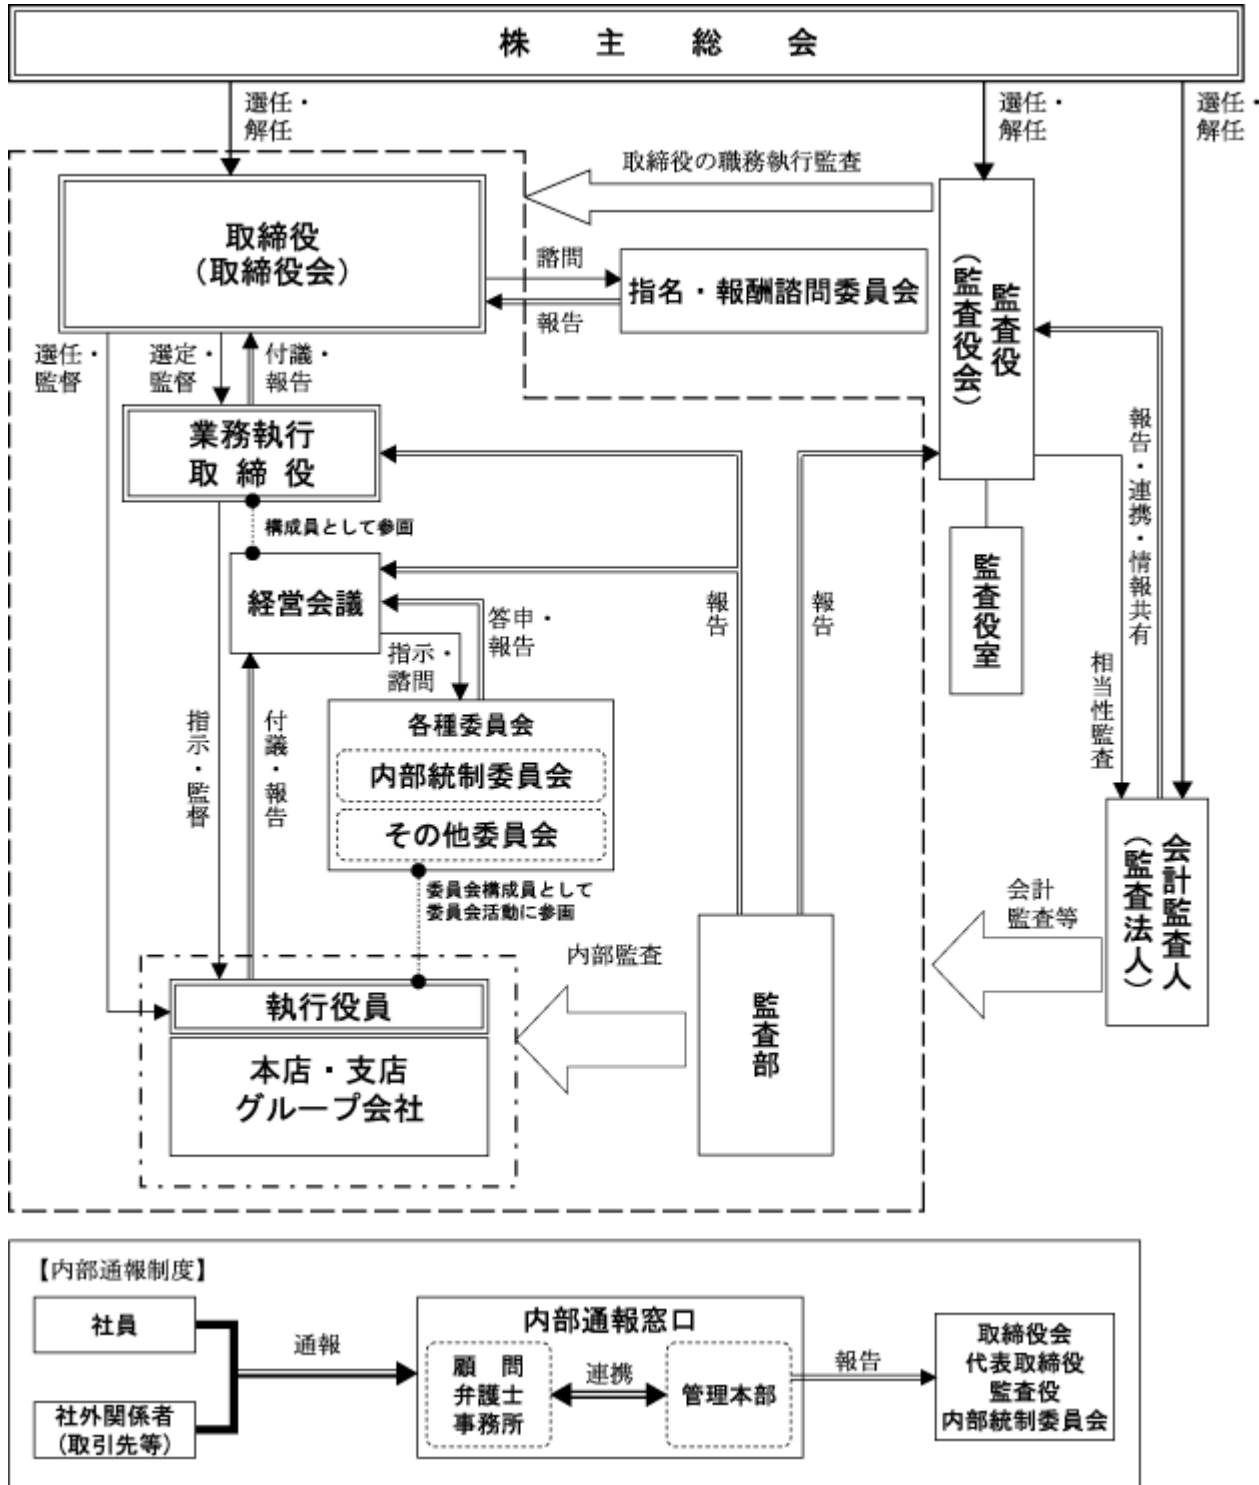 株主総会
選任・
解任
選任・
解任
選任・
解任
取締役の職務執行監査
取締役
（取締役会）
諮問
報告
指名・報酬諮問委員会
監査役
（監査役会）
選任・
監督
選定・
監督
付議・
報告
業務執行
取締役
構成員として参画
経営会議
答申・
報告
指示・
諮問
報告
報告
監査役室
報告・連携・情報共有
相当性監査
指示・監督
付議・報告
各種委員会
内部統制委員会
その他委員会
委員会構成員として
委員会活動に参画
会計
監査等
会計監査人
（監査法人）
内部監査
監査部
執行役員
本店・支店
グループ会社
【内部通報制度】
社員
社外関係者
（取引先等）
通報
内部通報窓口
顧問
弁護士
事務所
連携
管理本部
報告
取締役会
代表取締役
監査役
内部統制委員会